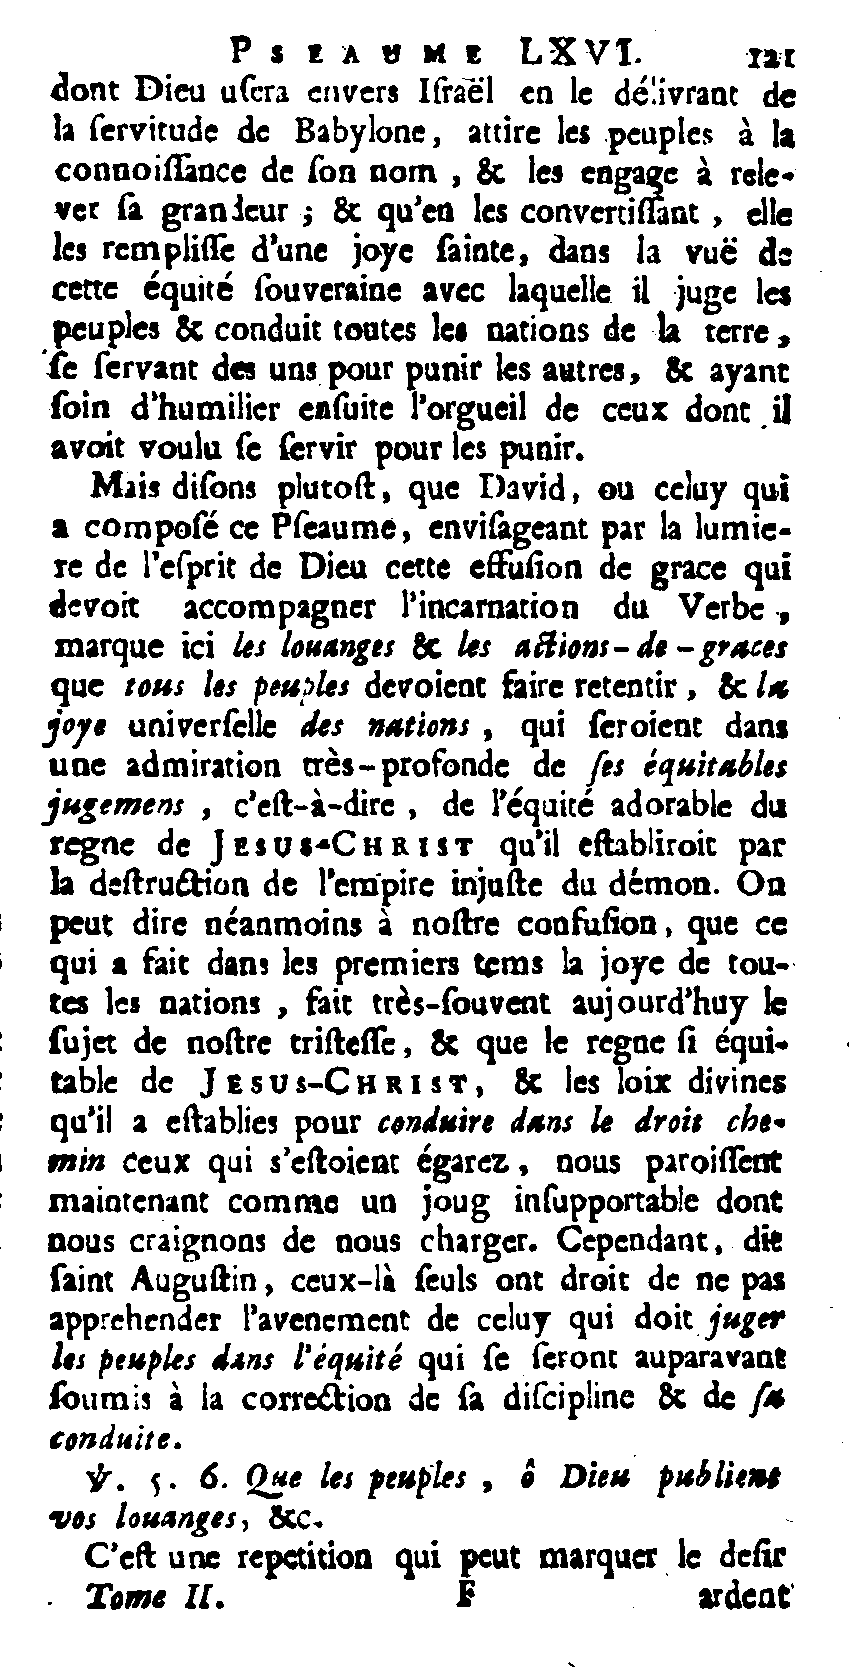 PSEAUME LXVI. 121
dont Dieu uſera envers Iſraël en le délivrant de
la ſervitude de Babylone, attire les peuples à la
connoiſſance de ſon nom, & les engage à rele-
ver ſa grandeur ; & qu'en les convertiſſant, elle
les rempliſſe d'une joye ſainte, dans la vuë de
cette équité ſouveraine avec laquelle il juge les
peuples & conduit toutes les nations de la terre,
ſe ſervant des uns pour punir les autres, & ayant
ſoin d'humilier enſuite l'orgueil de ceux dont il
avoit voulu ſe ſervir pour les punir.
Mais diſons plutoſt, que David, ou celuy qui
a compoſé ce Pſeaume, enviſageant par la lumie-
re de l'eſprit de Dieu cette effuſion de grace qui
devoit accompagner l'incarnation du Verbe,
marque ici les louanges & les actions-de-graces
que tous les peuples devoient faire retentir, & la
joye univerſelle des nations, qui ſeroient dans
une admiration très-profonde de ſes équitables
jugemens, c'eſt-à-dire, de l'équité adorable du
regne de JESUS-CHRIST qu'il eſtabliroit par
la deſtruction de l'empire injuſte du démon. On
peut dire néanmoins à noſtre confuſion, que ce
qui a fait dans les premiers tems la joye de tou-
tes les nations, fait très-ſouvent aujourd'huy le
ſujet de noſtre triſteſſe, & que le regne ſi équi-
table de JESUS-CHRIST, & les loix divines
qu'il a eſtablies pour conduire dans le droit che-
min ceux qui s'eſtoient égarez, nous paroiſſent
maintenant comme un joug inſupportable dont
nous craignons de nous charger. Cependant, dit
ſaint Auguſtin, ceux-là ſeuls ont droit de ne pas
apprehender l'avenement de celuy qui doit juger
les peuples dans l'équité qui ſe ſeront auparavant
ſoumis à la correction de ſa diſcipline & de ſa
conduite.
℣. 5. 6. Que les peuples, ô Dieu publient
vos louanges, &c.
C'eſt une repetition qui peut marquer le deſir
Tome II. F ardent